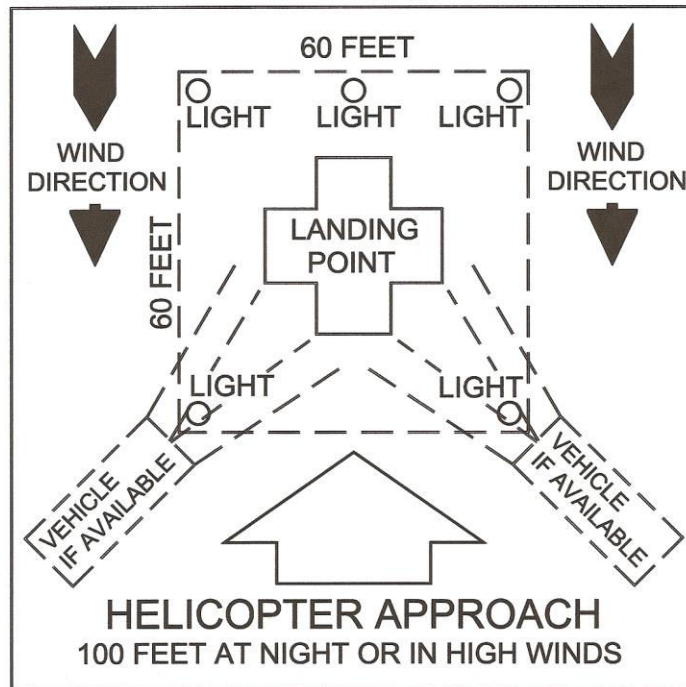 60 FEET
LIGHT
LIGHT
LIGHT
WIND
DIRECTION
WIND
DIRECTION
LANDING
POINT
60 FEET
LIGHT
LIGHT
VEHICLE
IF AVAILABLE
VEHICLE
IF AVAILABLE
HELICOPTER APPROACH
100 FEET AT NIGHT OR IN HIGH WINDS